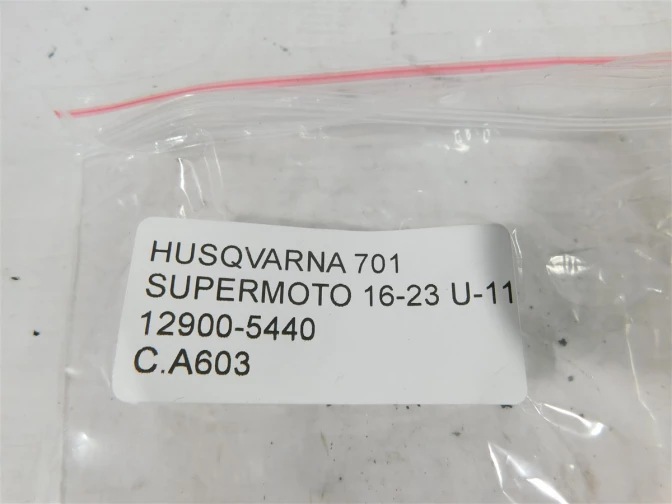 HUSQVARNA 701
SUPERMOTO 16-23 U-11
12900-5440
C.A603